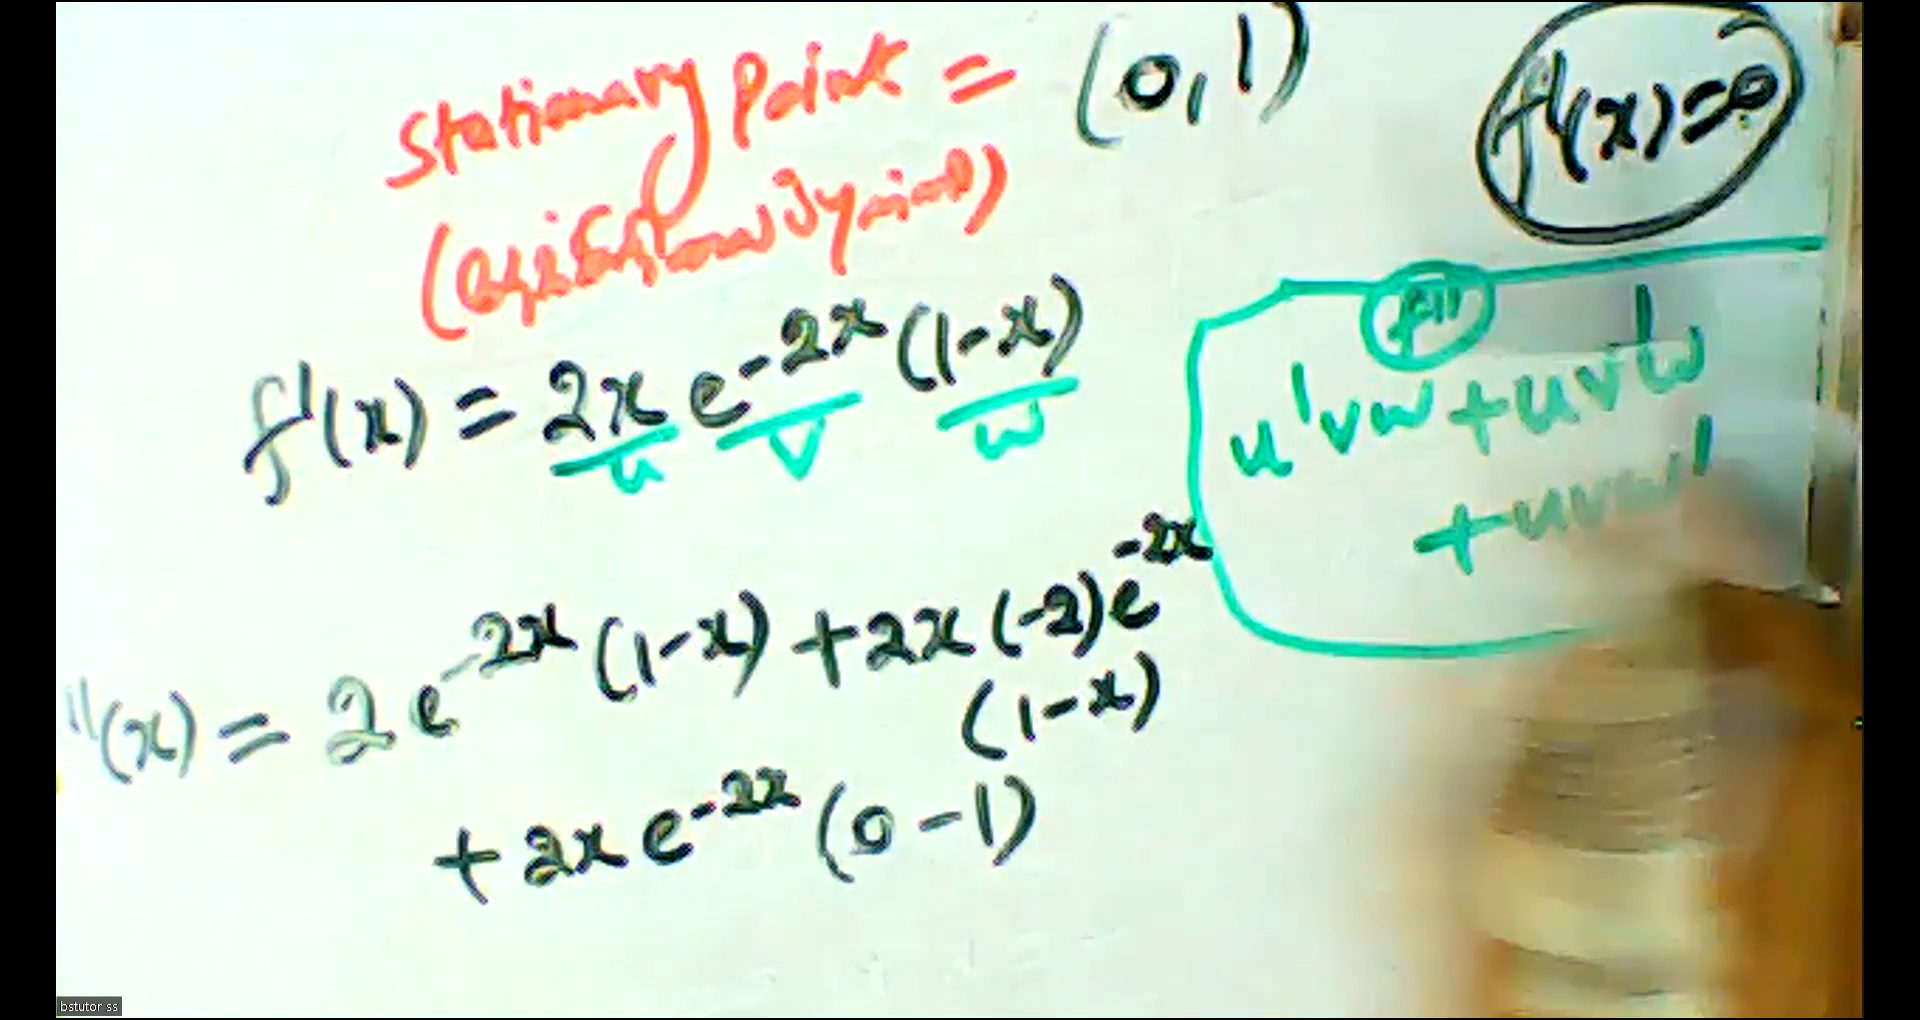 Stationary Point = (0, 1)
f'(x) = 0
f'(x) = 2x e^{-2x} (1-x)
u v w
f''
u'vw + uv'w
+ uvw'
''(x) = 2e^{-2x} (1-x) + 2x (-2) e^{-2x}
(1-x)
+ 2x e^{-2x} (0-1)
bstutor ss